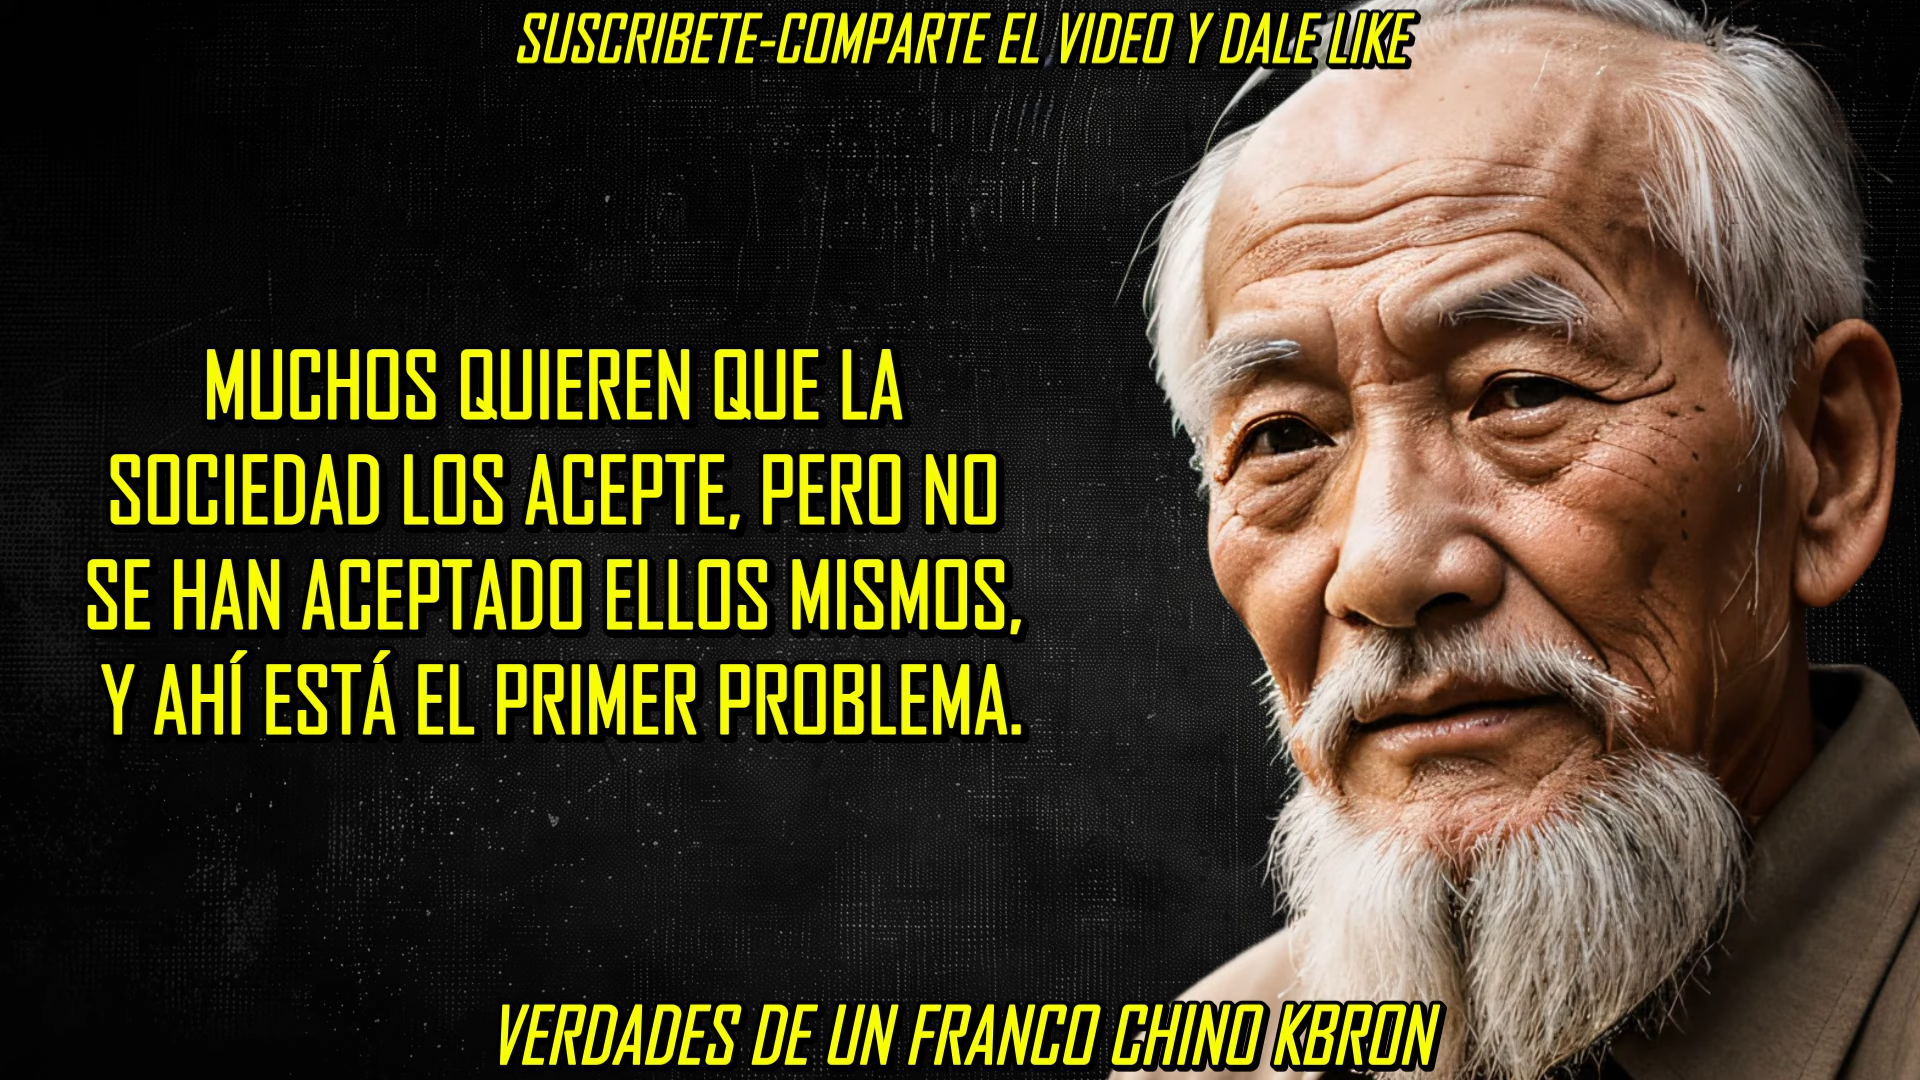 SUSCRIBETE-COMPARTE EL VIDEO Y DALE LIKE
MUCHOS QUIEREN QUE LA
SOCIEDAD LOS ACEPTE, PERO NO
SE HAN ACEPTADO ELLOS MISMOS,
Y AHÍ ESTÁ EL PRIMER PROBLEMA.
VERDADES DE UN FRANCO CHINO KBRON